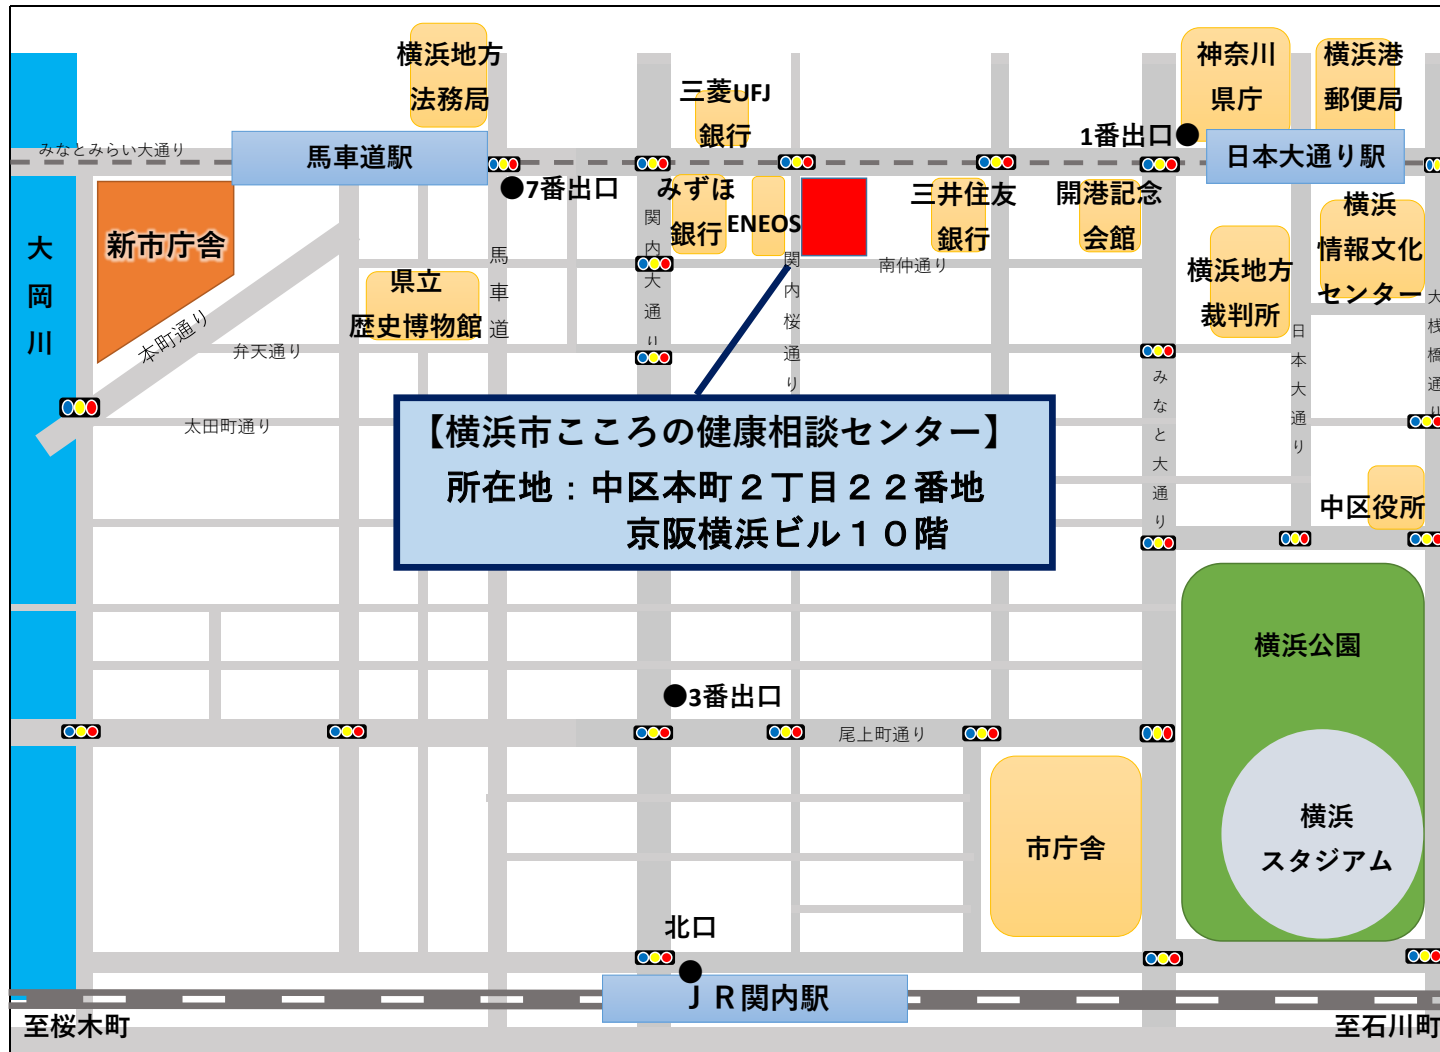 横浜地方
法務局
三菱UFJ
銀行
神奈川
県庁
横浜港
郵便局
1番出口
みなとみらい大通り
馬車道駅
日本大通り駅
7番出口
みずほ
銀行
ENEOS
三井住友
銀行
開港記念
会館
横浜
情報文化
センター
新市庁舎
大岡川
関内大通り
馬車道
関内桜通り
南仲通り
横浜地方
裁判所
県立
歴史博物館
本町通り
弁天通り
太田町通り
みなと大通り
日本大通り
大桟橋通り
【横浜市こころの健康相談センター】
所在地：中区本町２丁目２２番地
京阪横浜ビル１０階
中区役所
横浜公園
3番出口
尾上町通り
市庁舎
横浜
スタジアム
北口
ＪＲ関内駅
至桜木町
至石川町